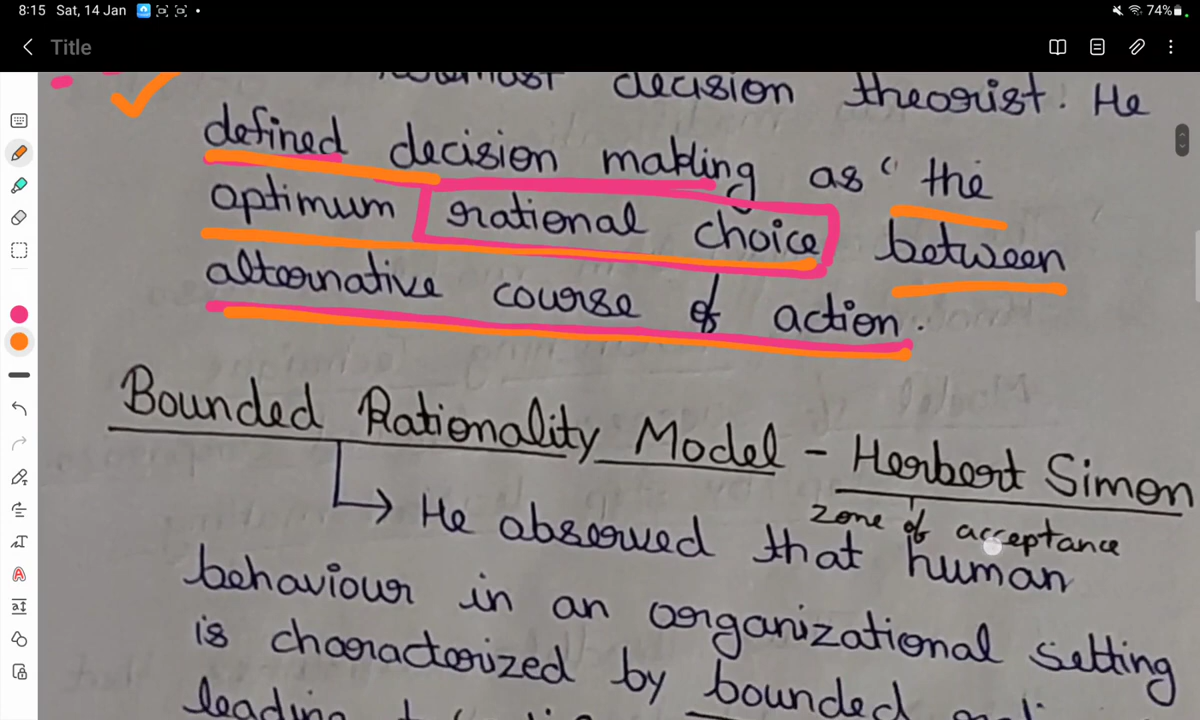 8:15 Sat, 14 Jan
74%
Title
decision theorist. He
defined decision making as "the
optimum rational choice between
alternative course of action.
Bounded Rationality Model - Herbert Simon
zone of acceptance
He observed that human
behaviour in an organizational setting
is charactorized by bounded
leading